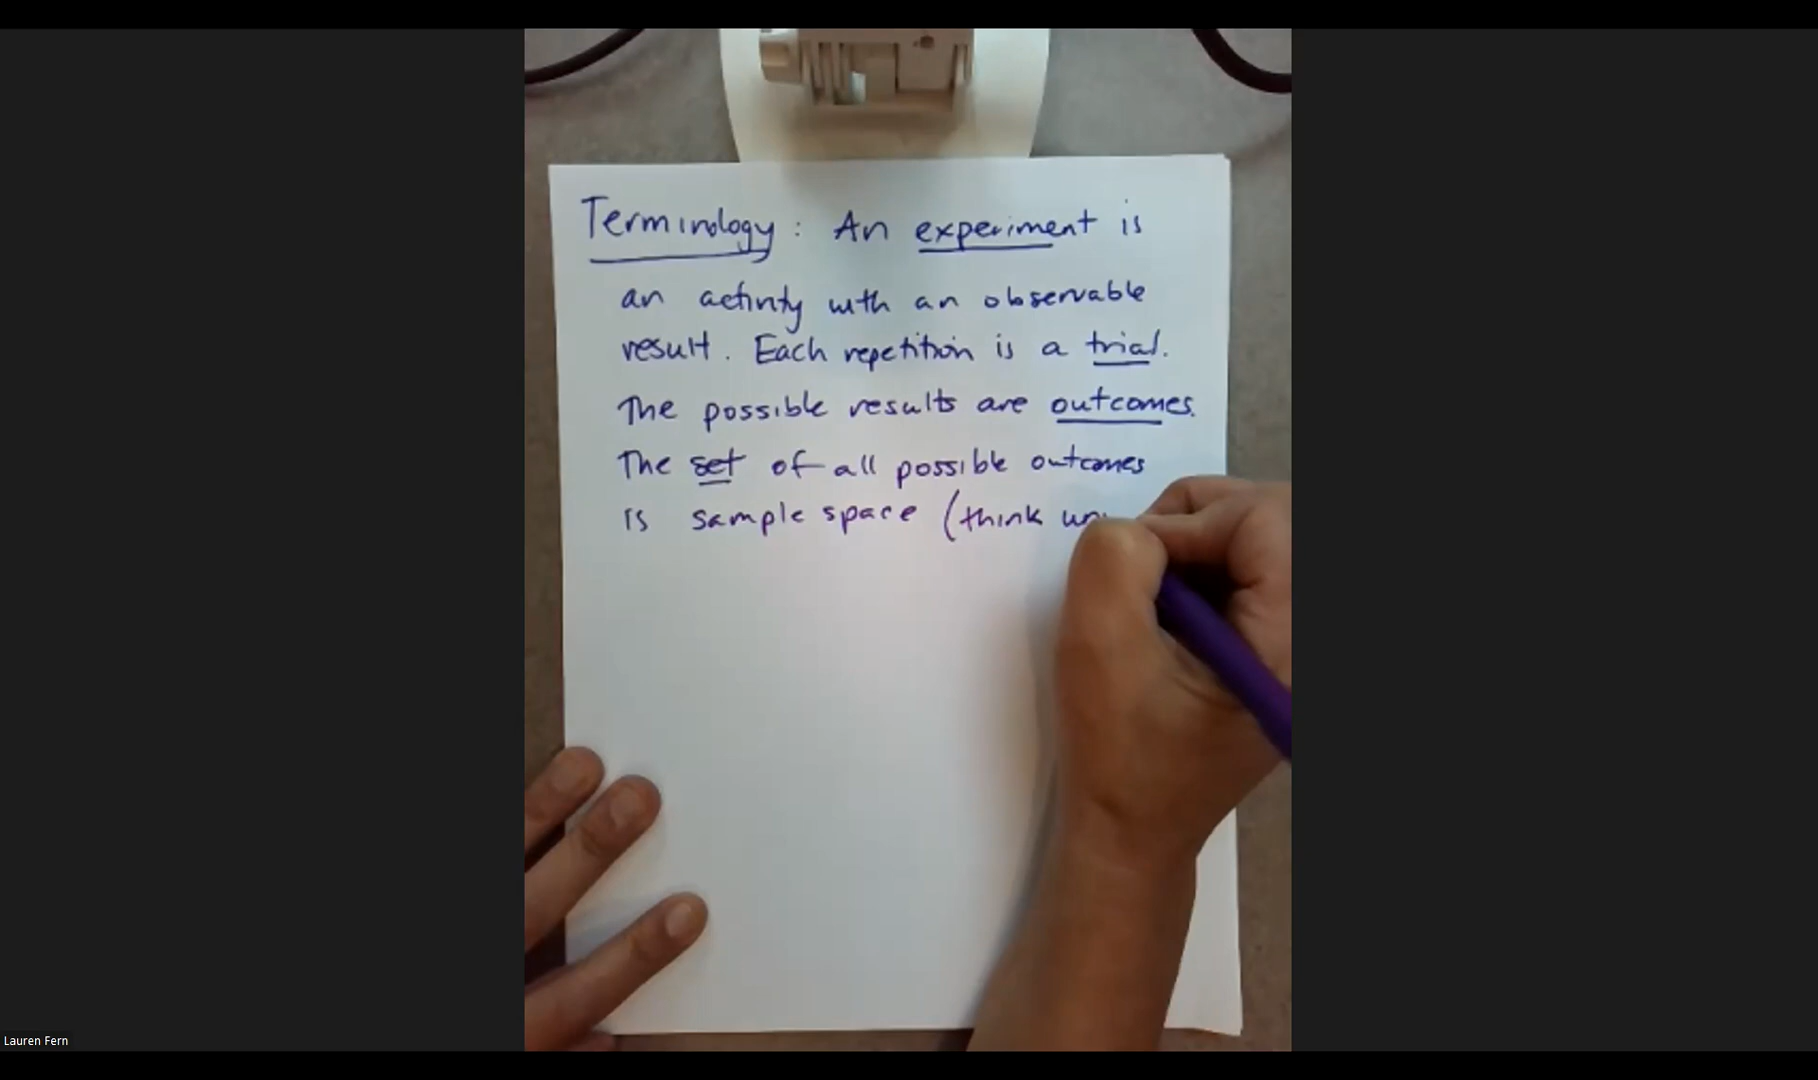 Terminology : An experiment is
an activity with an observable
result. Each repetition is a trial.
The possible results are outcomes.
The set of all possible outcomes
is sample space (think uni
Lauren Fern